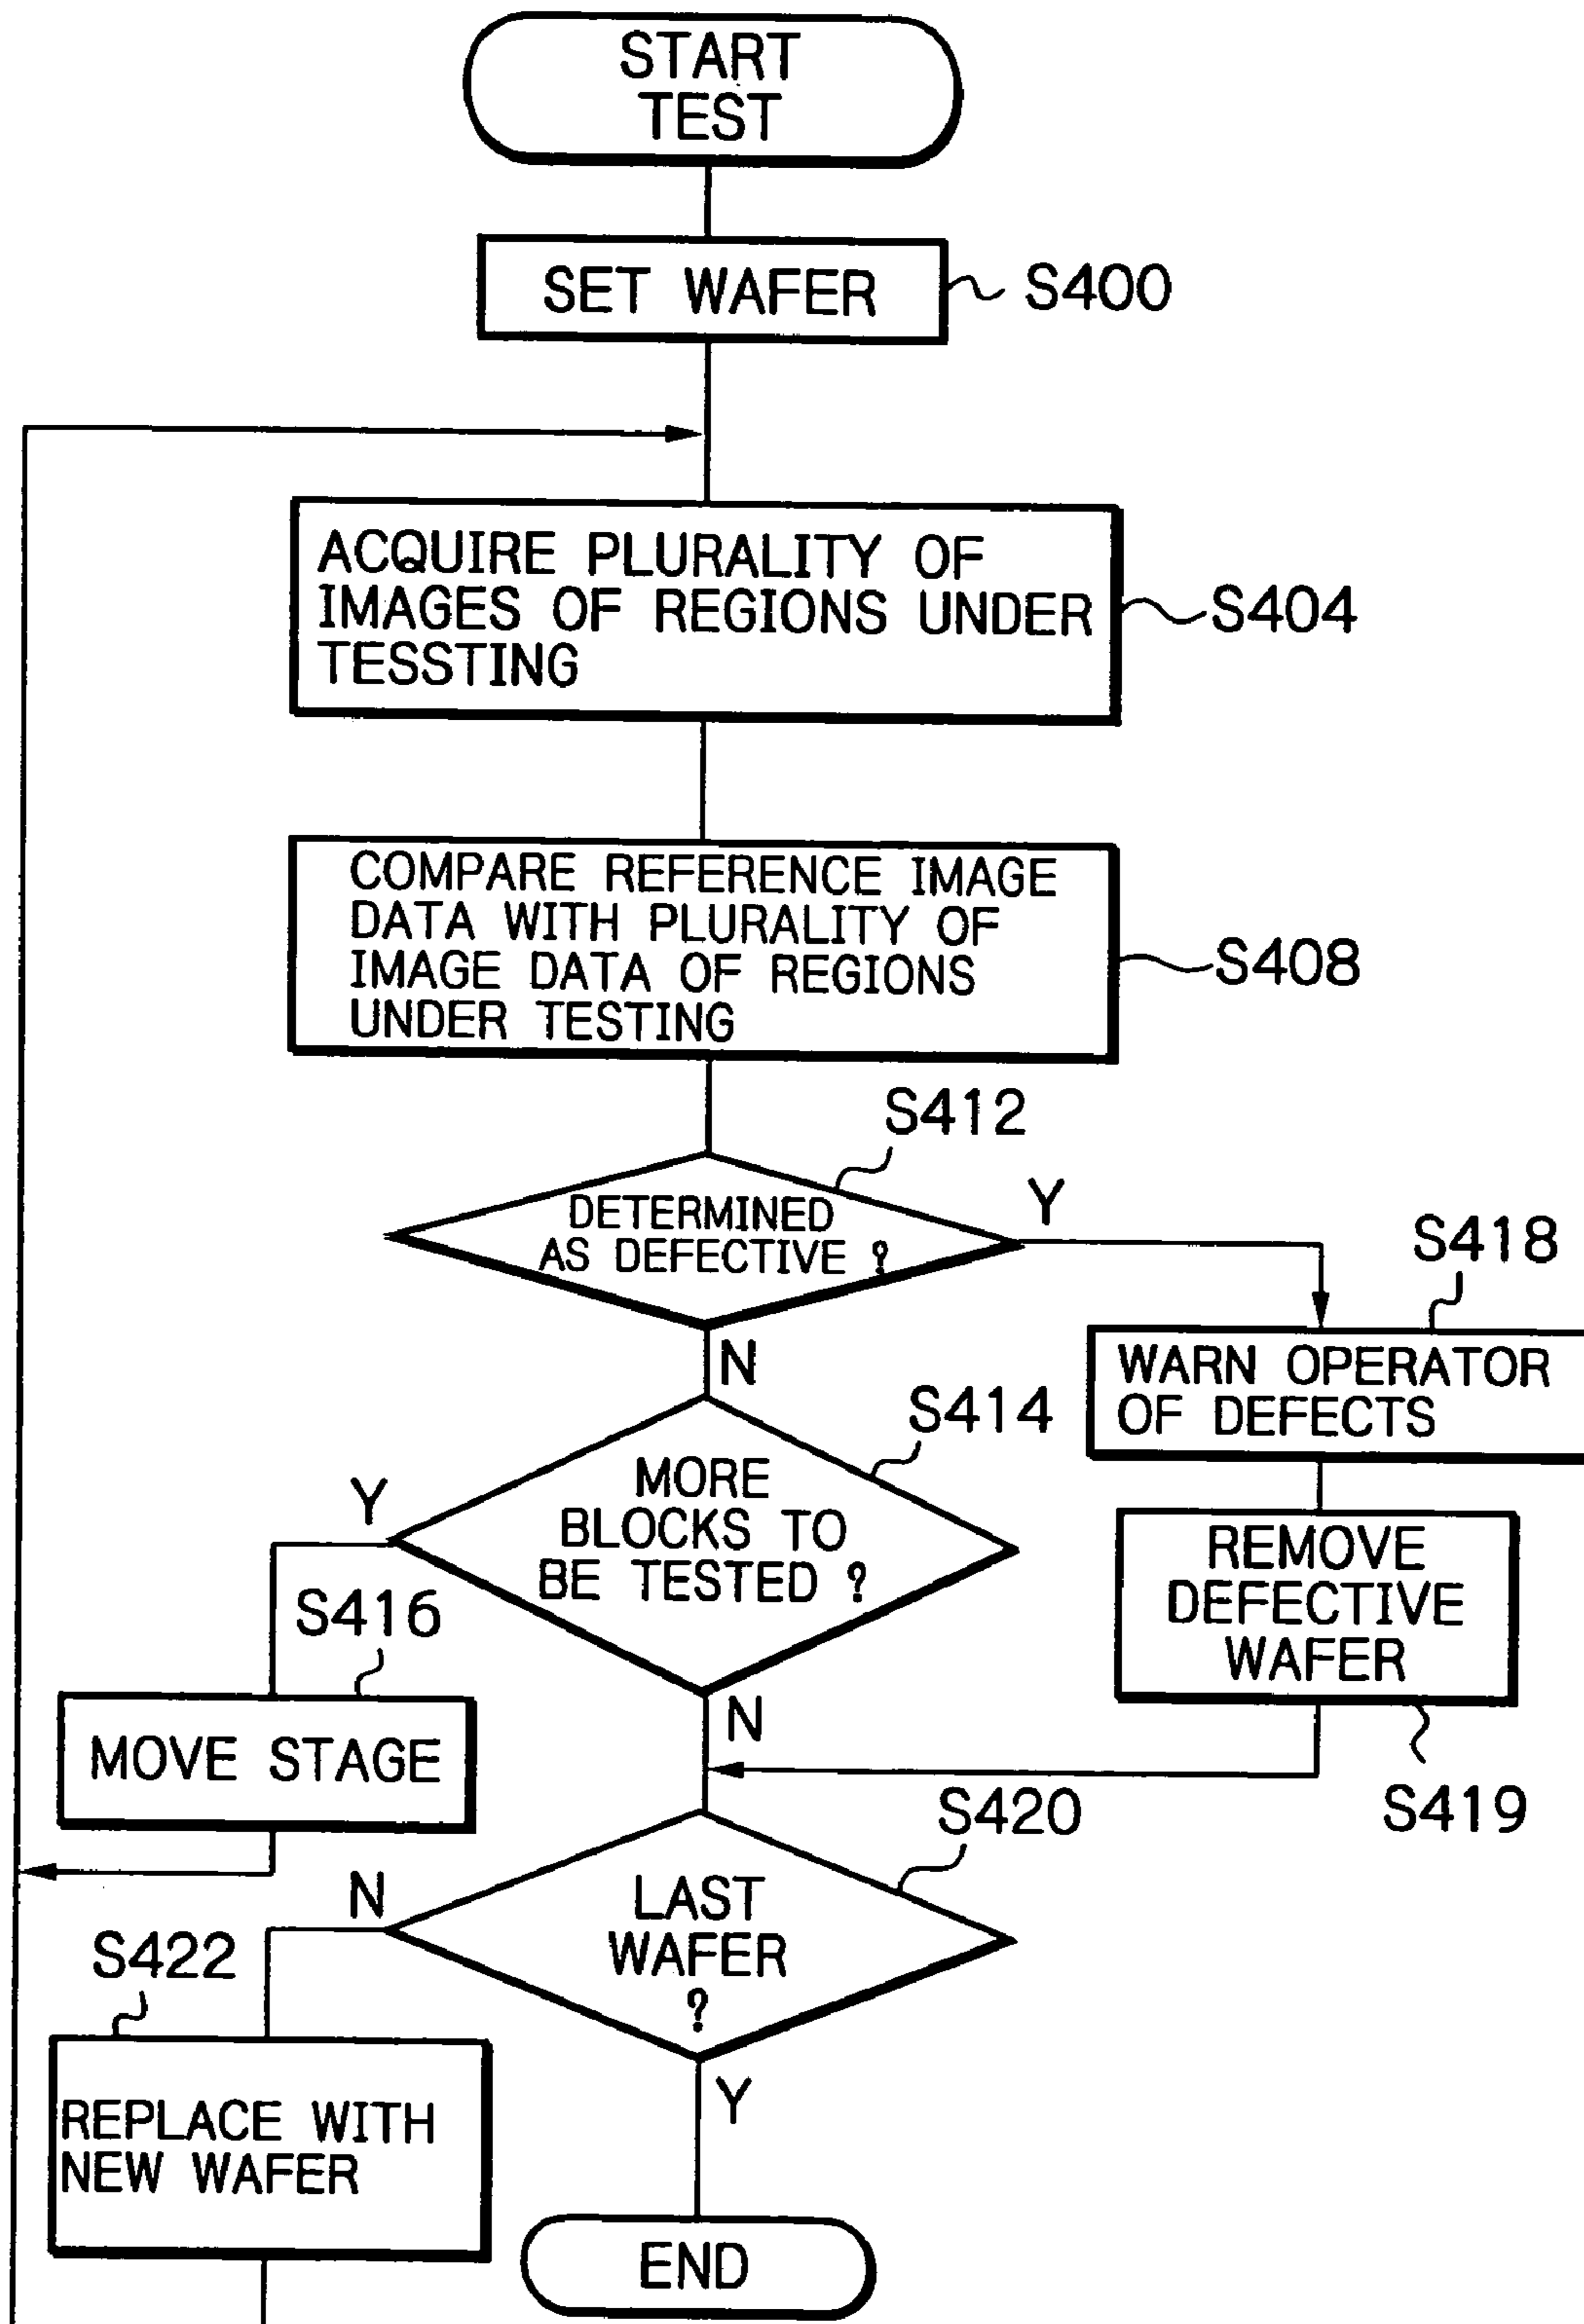 START
TEST
SET WAFER
S400
ACQUIRE PLURALITY OF
IMAGES OF REGIONS UNDER
TESSTING
S404
COMPARE REFERENCE IMAGE
DATA WITH PLURALITY OF
IMAGE DATA OF REGIONS
UNDER TESTING
S408
S412
DETERMINED
AS DEFECTIVE ?
Y
N
S418
WARN OPERATOR
OF DEFECTS
S414
MORE
BLOCKS TO
BE TESTED ?
Y
N
REMOVE
DEFECTIVE
WAFER
S419
S416
MOVE STAGE
S420
LAST
WAFER
?
N
Y
S422
REPLACE WITH
NEW WAFER
END